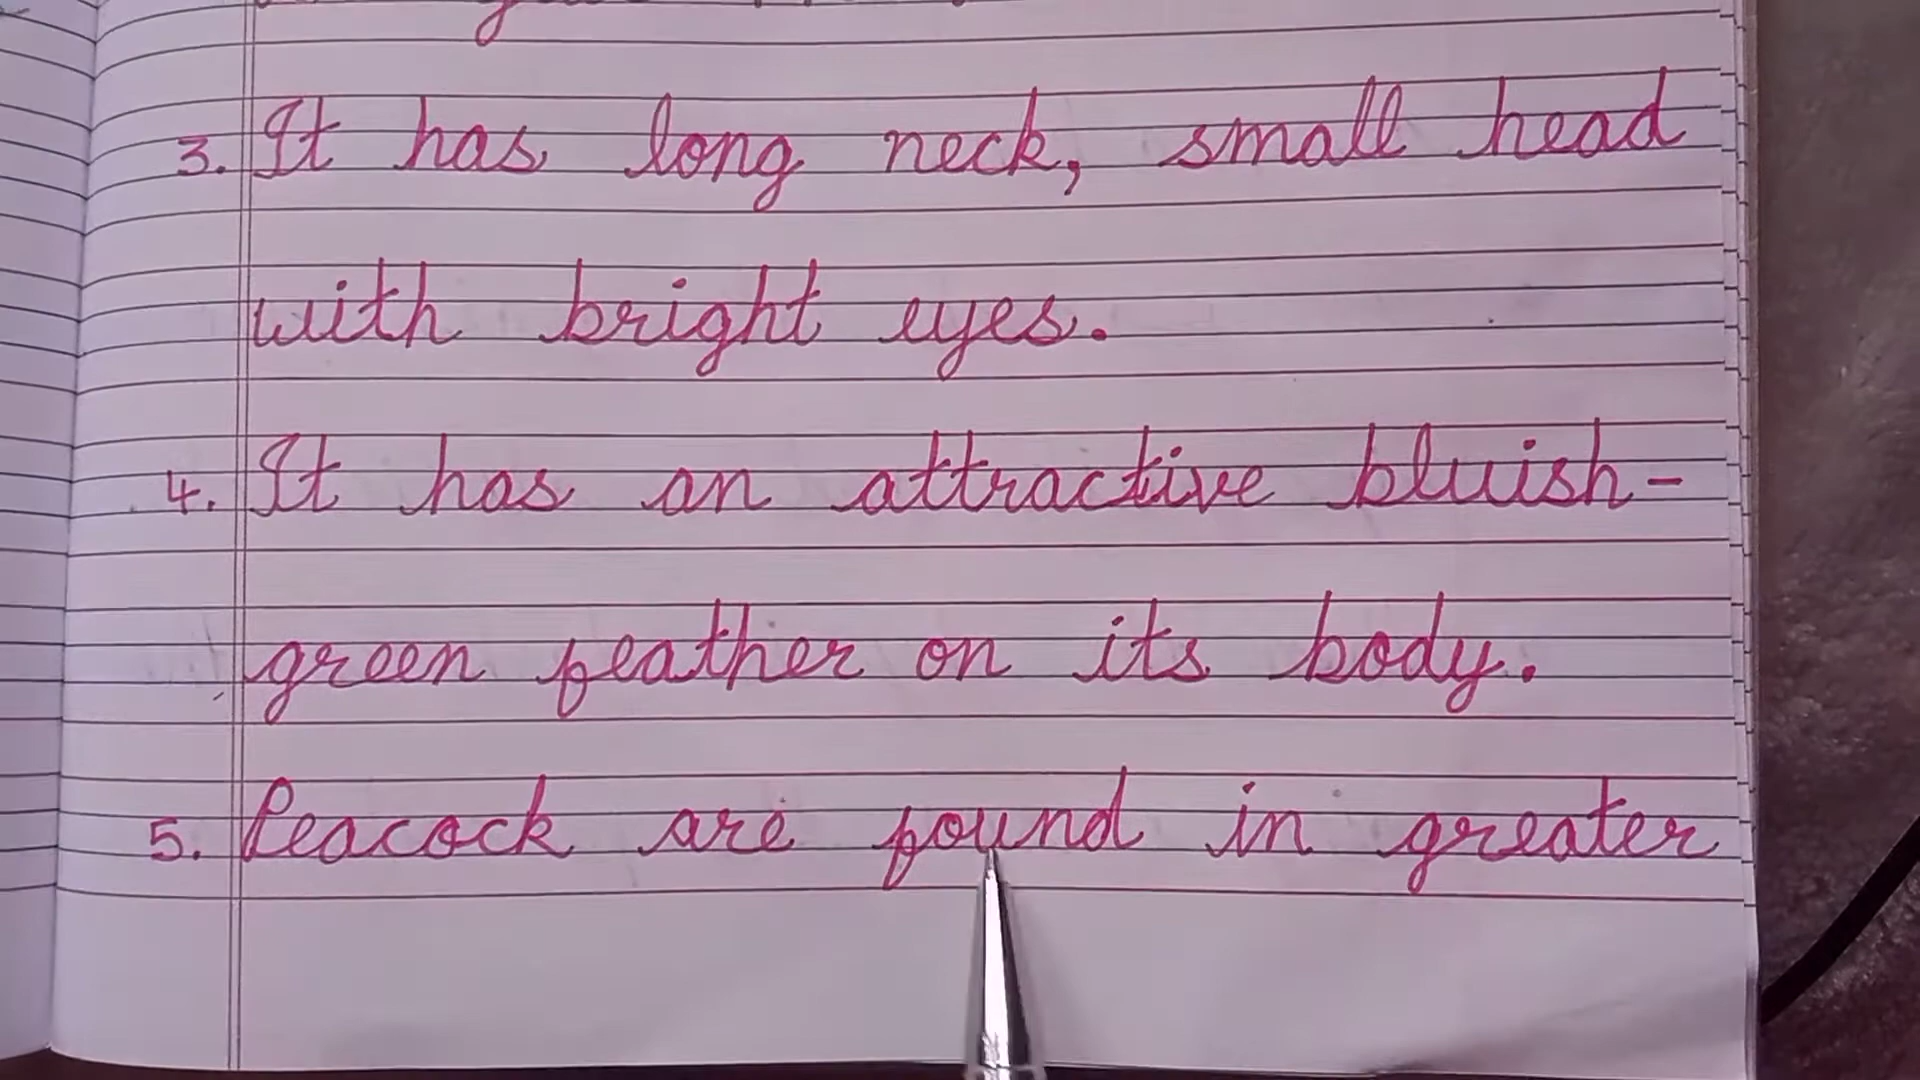 3. It has long neck, small head
with bright eyes.
4. It has an attractive bluish-
green feather on its body.
5. Peacock are found in greater